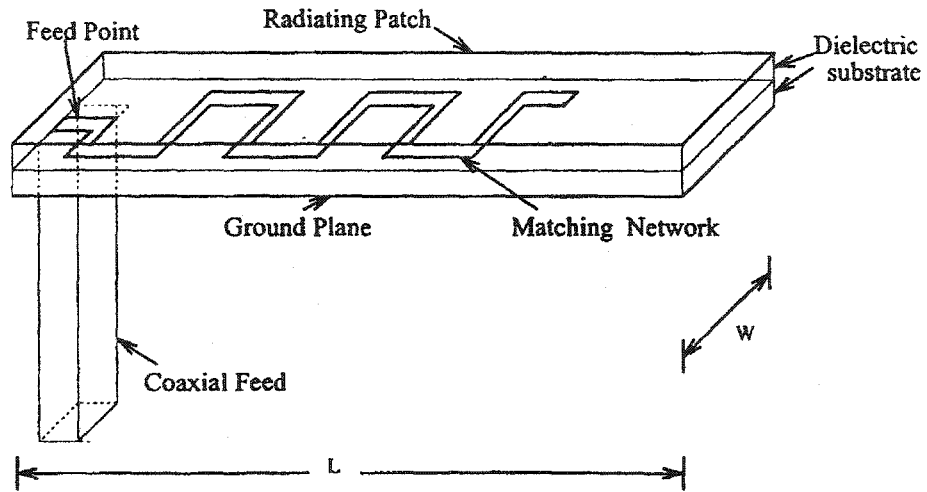 Radiating Patch
Feed Point
Dielectric
substrate
Ground Plane
Matching Network
W
Coaxial Feed
L